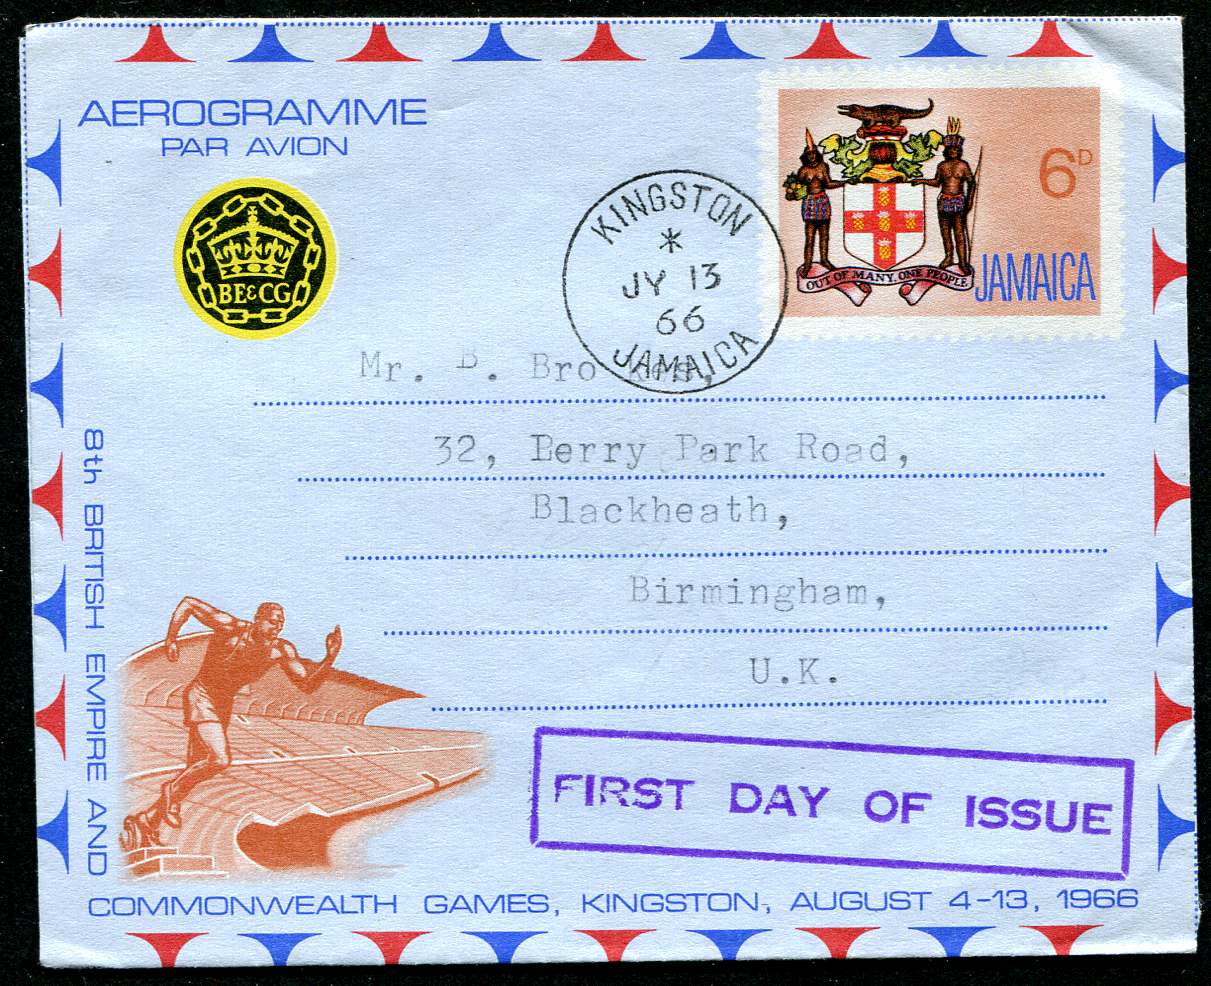 AEROGRAMME
PAR AVION
BE&CG
6D
OUT OF MANY, ONE PEOPLE
JAMAICA
KINGSTON
JY 13
66
JAMAICA
Mr. B.
32, Perry Park Road,
Blackheath,
Birmingham,
U.K.
FIRST DAY OF ISSUE
8th BRITISH EMPIRE AND
COMMONWEALTH GAMES, KINGSTON, AUGUST 4-13, 1966